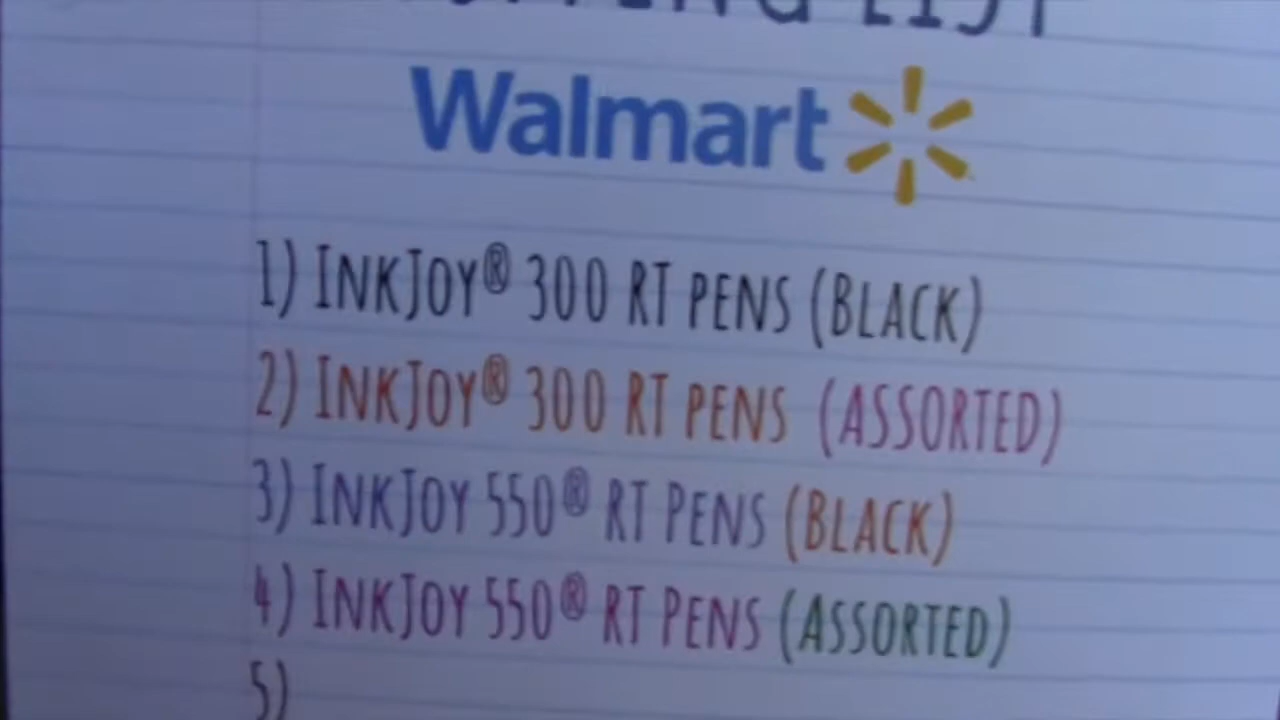 LIST
Walmart
1) INKJOY® 300 RT PENS (BLACK)
2) INKJOY® 300 RT PENS (ASSORTED)
3) INKJOY 550® RT PENS (BLACK)
4) INKJOY 550® RT PENS (ASSORTED)
5)